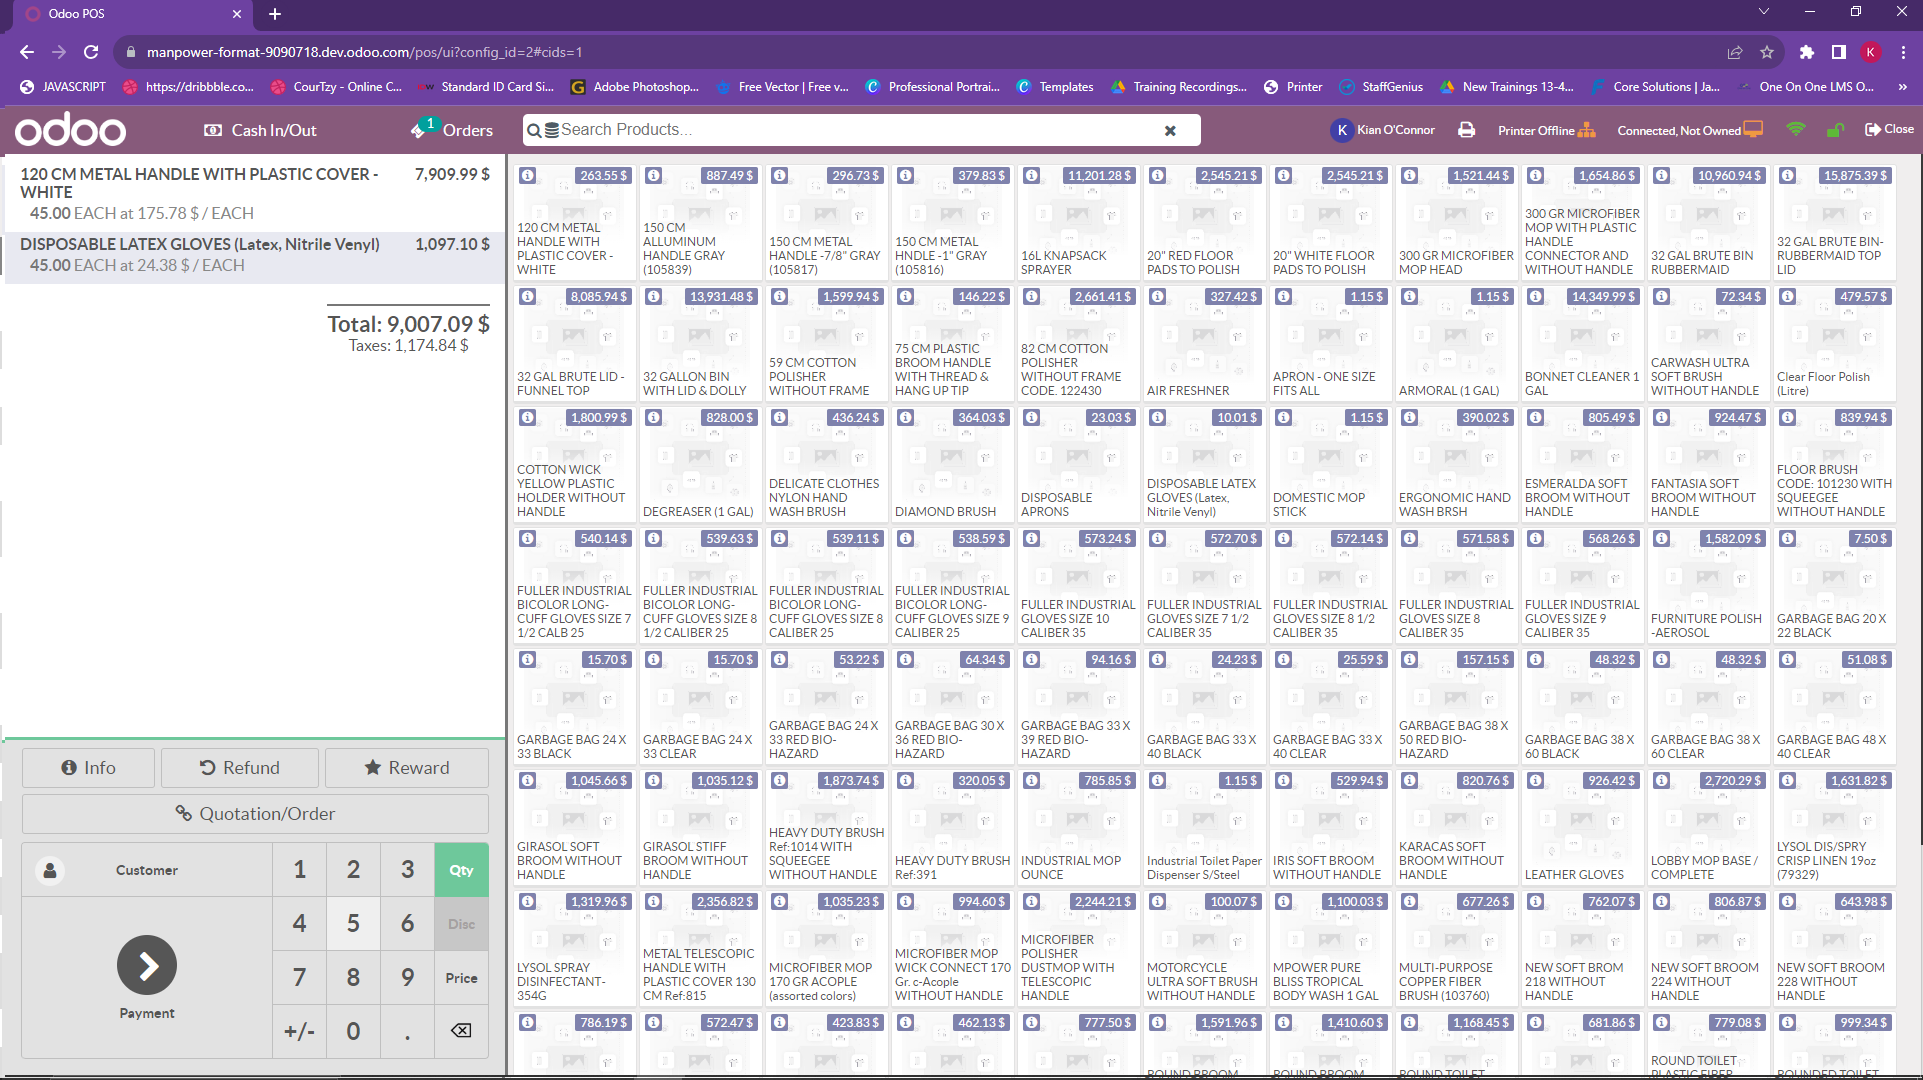 Odoo POS
manpower-format-9090718.dev.odoo.com/pos/ui?config_id=2#cids=1
K
JAVASCRIPT
https://dribbble.co...
CourTzy - Online C...
Standard ID Card Si...
Adobe Photoshop...
Free Vector | Free v...
Professional Portrai...
Templates
Training Recordings...
Printer
StaffGenius
New Trainings 13-4...
Core Solutions | Ja...
One On One LMS O...
»
odoo
Cash In/Out
1
Orders
Search Products...
K
Kian O'Connor
Printer Offline
Connected, Not Owned
Close
120 CM METAL HANDLE WITH PLASTIC COVER - 7,909.99 $
WHITE
45.00 EACH at 175.78 $ / EACH
DISPOSABLE LATEX GLOVES (Latex, Nitrile Venyl) 1,097.10 $
45.00 EACH at 24.38 $ / EACH
Total: 9,007.09 $
Taxes: 1,174.84 $
Info
Refund
Reward
Quotation/Order
Customer
1 2 3 Qty
4 5 6 Disc
7 8 9 Price
+/- 0 .
Payment
263.55 $
120 CM METAL
HANDLE WITH
PLASTIC COVER -
WHITE
887.49 $
150 CM
ALLUMINUM
HANDLE GRAY
(105839)
296.73 $
150 CM METAL
HANDLE -7/8" GRAY
(105817)
379.83 $
150 CM METAL
HNDLE -1" GRAY
(105816)
11,201.28 $
16L KNAPSACK
SPRAYER
2,545.21 $
20" RED FLOOR
PADS TO POLISH
2,545.21 $
20" WHITE FLOOR
PADS TO POLISH
1,521.44 $
300 GR MICROFIBER
MOP HEAD
1,654.86 $
300 GR MICROFIBER
MOP WITH PLASTIC
HANDLE
CONNECTOR AND
WITHOUT HANDLE
10,960.94 $
32 GAL BRUTE BIN
RUBBERMAID
15,875.39 $
32 GAL BRUTE BIN-
RUBBERMAID TOP
LID
8,085.94 $
32 GAL BRUTE LID -
FUNNEL TOP
13,931.48 $
32 GALLON BIN
WITH LID & DOLLY
1,599.94 $
59 CM COTTON
POLISHER
WITHOUT FRAME
146.22 $
75 CM PLASTIC
BROOM HANDLE
WITH THREAD &
HANG UP TIP
2,661.41 $
82 CM COTTON
POLISHER
WITHOUT FRAME
CODE. 122430
327.42 $
AIR FRESHNER
1.15 $
APRON - ONE SIZE
FITS ALL
1.15 $
ARMORAL (1 GAL)
14,349.99 $
BONNET CLEANER 1
GAL
72.34 $
CARWASH ULTRA
SOFT BRUSH
WITHOUT HANDLE
479.57 $
Clear Floor Polish
(Litre)
1,800.99 $
COTTON WICK
YELLOW PLASTIC
HOLDER WITHOUT
HANDLE
828.00 $
DEGREASER (1 GAL)
436.24 $
DELICATE CLOTHES
NYLON HAND
WASH BRUSH
364.03 $
DIAMOND BRUSH
23.03 $
DISPOSABLE
APRONS
10.01 $
DISPOSABLE LATEX
GLOVES (Latex,
Nitrile Venyl)
1.15 $
DOMESTIC MOP
STICK
390.02 $
ERGONOMIC HAND
WASH BRSH
805.49 $
ESMERALDA SOFT
BROOM WITHOUT
HANDLE
924.47 $
FANTASIA SOFT
BROOM WITHOUT
HANDLE
839.94 $
FLOOR BRUSH
CODE: 101230 WITH
SQUEEGEE
WITHOUT HANDLE
540.14 $
FULLER INDUSTRIAL
BICOLOR LONG-
CUFF GLOVES SIZE 7
1/2 CALB 25
539.63 $
FULLER INDUSTRIAL
BICOLOR LONG-
CUFF GLOVES SIZE 8
1/2 CALIBER 25
539.11 $
FULLER INDUSTRIAL
BICOLOR LONG-
CUFF GLOVES SIZE 8
CALIBER 25
538.59 $
FULLER INDUSTRIAL
BICOLOR LONG-
CUFF GLOVES SIZE 9
CALIBER 25
573.24 $
FULLER INDUSTRIAL
GLOVES SIZE 10
CALIBER 35
572.70 $
FULLER INDUSTRIAL
GLOVES SIZE 7 1/2
CALIBER 35
572.14 $
FULLER INDUSTRIAL
GLOVES SIZE 8 1/2
CALIBER 35
571.58 $
FULLER INDUSTRIAL
GLOVES SIZE 8
CALIBER 35
568.26 $
FULLER INDUSTRIAL
GLOVES SIZE 9
CALIBER 35
1,582.09 $
FURNITURE POLISH
-AEROSOL
7.50 $
GARBAGE BAG 20 X
22 BLACK
15.70 $
GARBAGE BAG 24 X
33 BLACK
15.70 $
GARBAGE BAG 24 X
33 CLEAR
53.22 $
GARBAGE BAG 24 X
33 RED BIO-
HAZARD
64.34 $
GARBAGE BAG 30 X
36 RED BIO-
HAZARD
94.16 $
GARBAGE BAG 33 X
39 RED BIO-
HAZARD
24.23 $
GARBAGE BAG 33 X
40 BLACK
25.59 $
GARBAGE BAG 33 X
40 CLEAR
157.15 $
GARBAGE BAG 38 X
50 RED BIO-
HAZARD
48.32 $
GARBAGE BAG 38 X
60 BLACK
48.32 $
GARBAGE BAG 38 X
60 CLEAR
51.08 $
GARBAGE BAG 48 X
40 CLEAR
1,045.66 $
GIRASOL SOFT
BROOM WITHOUT
HANDLE
1,035.12 $
GIRASOL STIFF
BROOM WITHOUT
HANDLE
1,873.74 $
HEAVY DUTY BRUSH
Ref:1014 WITH
SQUEEGEE
WITHOUT HANDLE
320.05 $
HEAVY DUTY BRUSH
Ref:391
785.85 $
INDUSTRIAL MOP
OUNCE
1.15 $
Industrial Toilet Paper
Dispenser S/Steel
529.94 $
IRIS SOFT BROOM
WITHOUT HANDLE
820.76 $
KARACAS SOFT
BROOM WITHOUT
HANDLE
926.42 $
LEATHER GLOVES
2,720.29 $
LOBBY MOP BASE /
COMPLETE
1,631.82 $
LYSOL DIS/SPRY
CRISP LINEN 19oz
(79329)
1,319.96 $
LYSOL SPRAY
DISINFECTANT-
354G
2,356.82 $
METAL TELESCOPIC
HANDLE WITH
PLASTIC COVER 130
CM Ref:815
1,035.23 $
MICROFIBER MOP
170 GR ACOPLE
(assorted colors)
994.60 $
MICROFIBER MOP
WICK CONNECT 170
Gr. c-Acople
WITHOUT HANDLE
2,244.21 $
MICROFIBER
POLISHER
DUSTMOP WITH
TELESCOPIC
HANDLE
100.07 $
MOTORCYCLE
ULTRA SOFT BRUSH
WITHOUT HANDLE
1,100.03 $
MPOWER PURE
BLISS TROPICAL
BODY WASH 1 GAL
677.26 $
MULTI-PURPOSE
COPPER FIBER
BRUSH (103760)
762.07 $
NEW SOFT BROM
218 WITHOUT
HANDLE
806.87 $
NEW SOFT BROOM
224 WITHOUT
HANDLE
643.98 $
NEW SOFT BROOM
228 WITHOUT
HANDLE
786.19 $
572.47 $
423.83 $
462.13 $
777.50 $
1,591.96 $
ROUND BROOM
1,410.60 $
ROUND BROOM
1,168.45 $
ROUND TOILET
681.86 $
779.08 $
ROUND TOILET
PLASTIC FIBER
999.34 $
ROUNDED TOILET